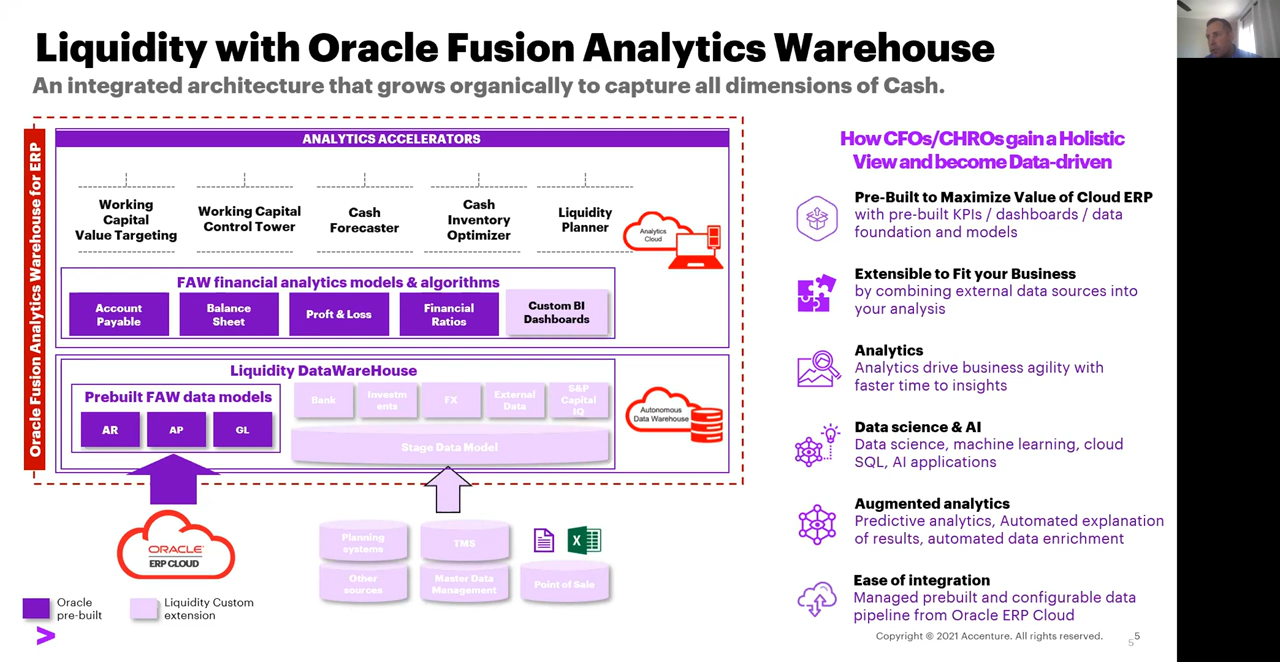 Liquidity with Oracle Fusion Analytics Warehouse
An integrated architecture that grows organically to capture all dimensions of Cash.
Oracle Fusion Analytics Warehouse for ERP
ANALYTICS ACCELERATORS
Working
Capital
Value Targeting
Working Capital
Control Tower
Cash
Forecaster
Cash
Inventory
Optimizer
Liquidity
Planner
Analytics
Cloud
FAW financial analytics models & algorithms
Account
Payable
Balance
Sheet
Proft & Loss
Financial
Ratios
Custom BI
Dashboards
Liquidity DataWareHouse
Prebuilt FAW data models
AR
AP
GL
Bank
Investm
ents
FX
External
Data
S&P
Capital
IQ
Stage Data Model
Autonomous
Data Warehouse
ORACLE
ERP CLOUD
Planning
systems
TMS
Other
sources
Master Data
Management
Point of Sale
Oracle
pre-built
Liquidity Custom
extension
How CFOs/CHROs gain a Holistic
View and become Data-driven
Pre-Built to Maximize Value of Cloud ERP
with pre-built KPIs / dashboards / data
foundation and models
Extensible to Fit your Business
by combining external data sources into
your analysis
Analytics
Analytics drive business agility with
faster time to insights
Data science & AI
Data science, machine learning, cloud
SQL, AI applications
Augmented analytics
Predictive analytics, Automated explanation
of results, automated data enrichment
Ease of integration
Managed prebuilt and configurable data
pipeline from Oracle ERP Cloud
Copyright © 2021 Accenture. All rights reserved.
5
5